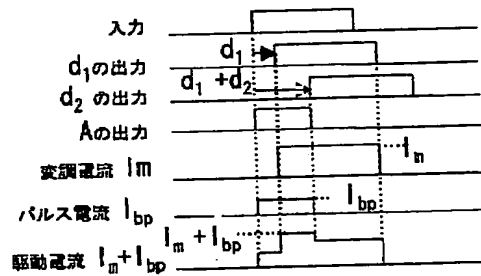 入力
d₁
d₁の出力
d₁+d₂
d₂の出力
Aの出力
変調電流 Im
Im
パルス電流 Ibp
Ibp
Im+Ibp
駆動電流 Im+Ibp